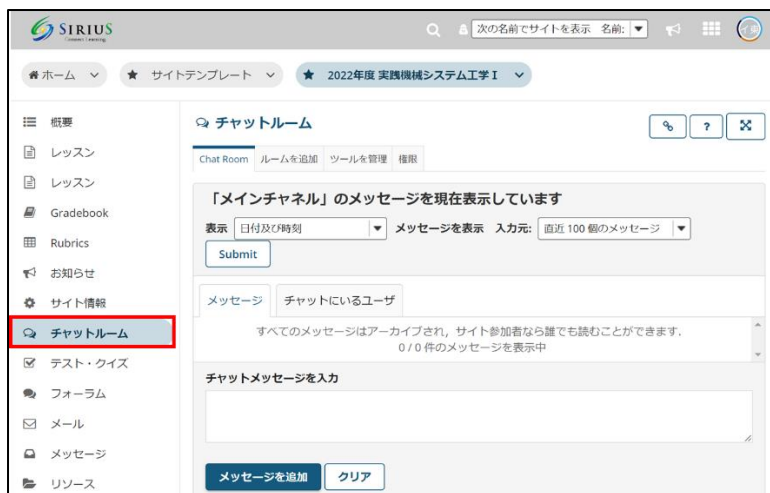 SIRIUS
Connect Learning
次の名前でサイトを表示 名前:
ホーム
サイトテンプレート
2022年度 実践機械システム工学 I
概要
レッスン
レッスン
Gradebook
Rubrics
お知らせ
サイト情報
チャットルーム
テスト・クイズ
フォーラム
メール
メッセージ
リソース
チャットルーム
?
Chat Room ルームを追加 ツールを管理 権限
「メインチャネル」のメッセージを現在表示しています
表示 日付及び時刻 メッセージを表示 入力元: 直近 100 個のメッセージ
Submit
メッセージ チャットにいるユーザ
すべてのメッセージはアーカイブされ，サイト参加者なら誰でも読むことができます．
0 / 0 件のメッセージを表示中
チャットメッセージを入力
メッセージを追加 クリア